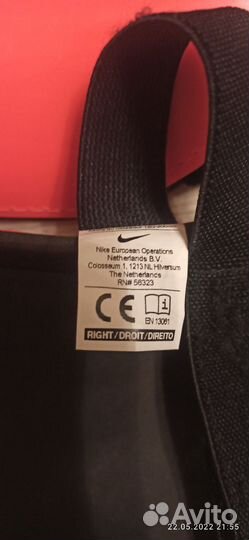 Nike European Operations
Netherlands B.V.
Colosseum 1, 1213 NL Hilversum
The Netherlands
RN# 56323
CE i
EN 13061
RIGHT/DROIT/DIREITO
Avito
22.05.2022 21:55